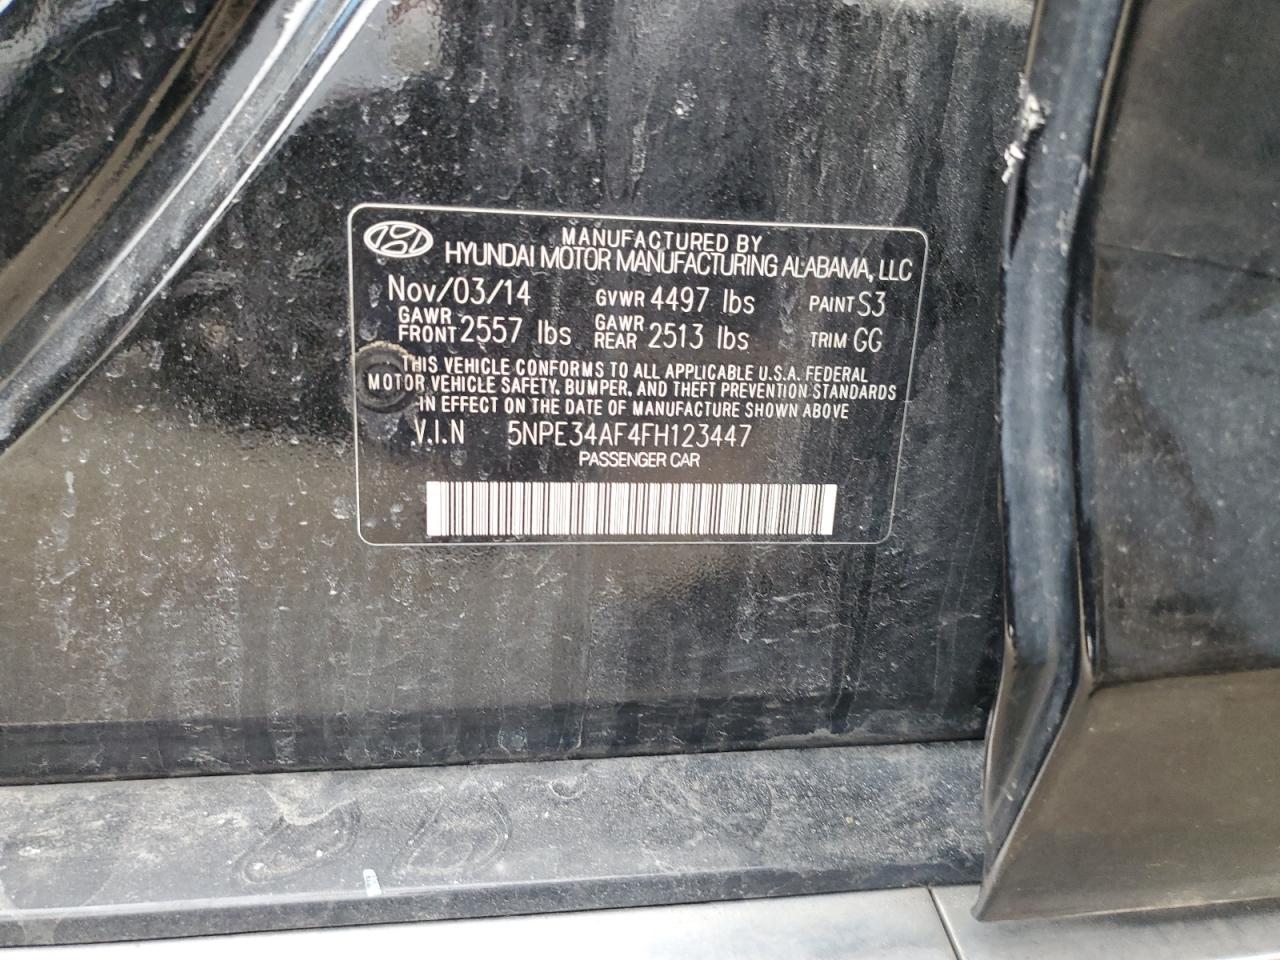 MANUFACTURED BY
HYUNDAI MOTOR MANUFACTURING ALABAMA, LLC
Nov/03/14 GVWR 4497 lbs PAINT S3
GAWR FRONT 2557 lbs GAWR REAR 2513 lbs TRIM GG
THIS VEHICLE CONFORMS TO ALL APPLICABLE U.S.A. FEDERAL
MOTOR VEHICLE SAFETY, BUMPER, AND THEFT PREVENTION STANDARDS
IN EFFECT ON THE DATE OF MANUFACTURE SHOWN ABOVE
V.I.N 5NPE34AF4FH123447
PASSENGER CAR